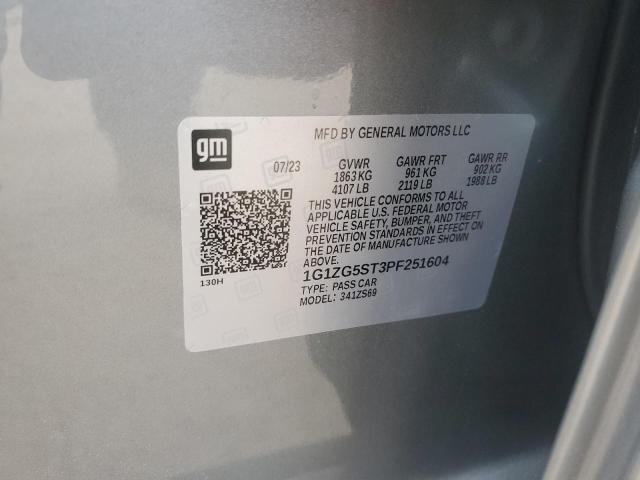 gm
MFD BY GENERAL MOTORS LLC
07/23 GVWR GAWR FRT GAWR RR
1863 KG 961 KG 902 KG
4107 LB 2119 LB 1988 LB
THIS VEHICLE CONFORMS TO ALL
APPLICABLE U.S. FEDERAL MOTOR
VEHICLE SAFETY, BUMPER, AND THEFT
PREVENTION STANDARDS IN EFFECT ON
THE DATE OF MANUFACTURE SHOWN
ABOVE.
1G1ZG5ST3PF251604
130H
TYPE: PASS CAR
MODEL: 341ZS69